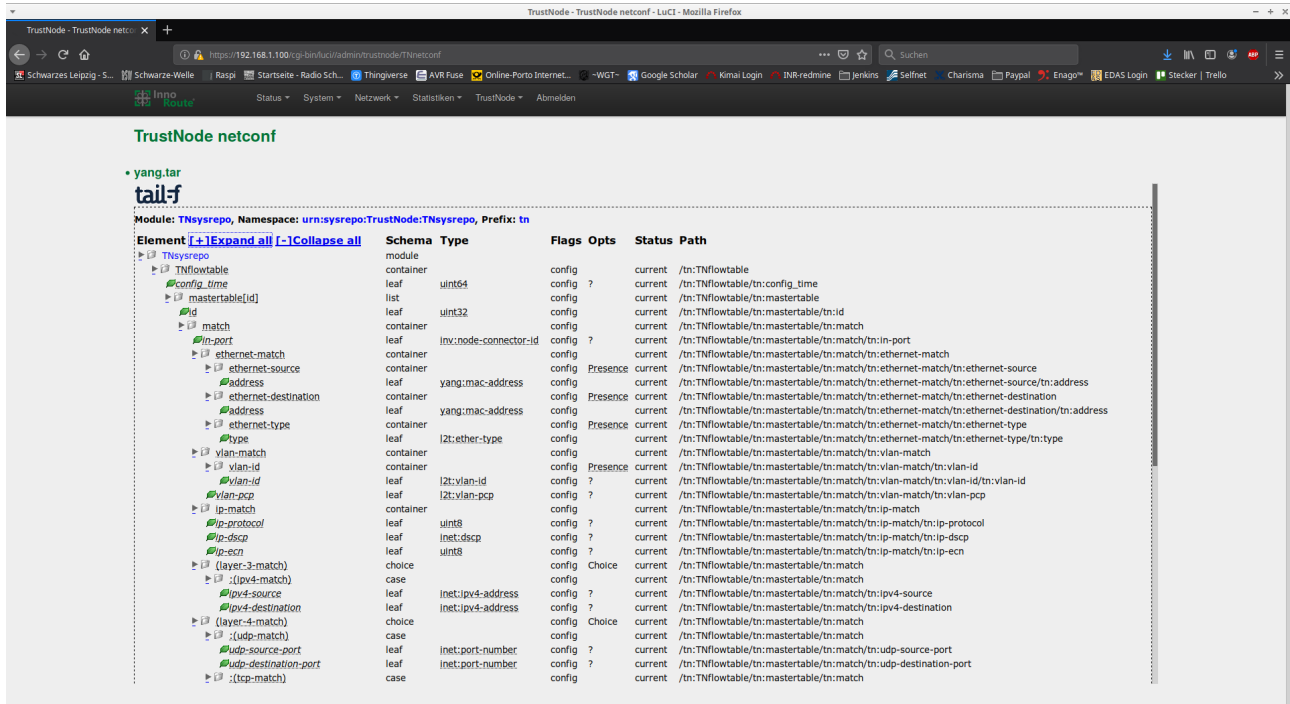 TrustNode - TrustNode netconf - LuCI - Mozilla Firefox
TrustNode - TrustNode netco
https://192.168.1.100/cgi-bin/luci//admin/trustnode/TNnetconf
Suchen
Schwarzes Leipzig - S... Schwarze-Welle Raspi Startseite - Radio Sch... Thingiverse AVR Fuse Online-Porto Internet... ~WGT~ Google Scholar Kimai Login INR-redmine Jenkins Selfnet Charisma Paypal Enago™ EDAS Login Stecker | Trello
Inno Route Status System Netzwerk Statistiken TrustNode Abmelden
TrustNode netconf
• yang.tar
tail-f
Module: TNsysrepo, Namespace: urn:sysrepo:TrustNode:TNsysrepo, Prefix: tn
Element [+]Expand all [-]Collapse all Schema Type Flags Opts Status Path
TNsysrepo module
TNflowtable container config current /tn:TNflowtable
config_time leaf uint64 config ? current /tn:TNflowtable/tn:config_time
mastertable[id] list config current /tn:TNflowtable/tn:mastertable
id leaf uint32 config current /tn:TNflowtable/tn:mastertable/tn:id
match container config current /tn:TNflowtable/tn:mastertable/tn:match
in-port leaf inv:node-connector-id config ? current /tn:TNflowtable/tn:mastertable/tn:match/tn:in-port
ethernet-match container config current /tn:TNflowtable/tn:mastertable/tn:match/tn:ethernet-match
ethernet-source container config Presence current /tn:TNflowtable/tn:mastertable/tn:match/tn:ethernet-match/tn:ethernet-source
address leaf yang:mac-address config current /tn:TNflowtable/tn:mastertable/tn:match/tn:ethernet-match/tn:ethernet-source/tn:address
ethernet-destination container config Presence current /tn:TNflowtable/tn:mastertable/tn:match/tn:ethernet-match/tn:ethernet-destination
address leaf yang:mac-address config current /tn:TNflowtable/tn:mastertable/tn:match/tn:ethernet-match/tn:ethernet-destination/tn:address
ethernet-type container config Presence current /tn:TNflowtable/tn:mastertable/tn:match/tn:ethernet-match/tn:ethernet-type
type leaf l2t:ether-type config current /tn:TNflowtable/tn:mastertable/tn:match/tn:ethernet-match/tn:ethernet-type/tn:type
vlan-match container config current /tn:TNflowtable/tn:mastertable/tn:match/tn:vlan-match
vlan-id container config Presence current /tn:TNflowtable/tn:mastertable/tn:match/tn:vlan-match/tn:vlan-id
vlan-id leaf l2t:vlan-id config ? current /tn:TNflowtable/tn:mastertable/tn:match/tn:vlan-match/tn:vlan-id/tn:vlan-id
vlan-pcp leaf l2t:vlan-pcp config ? current /tn:TNflowtable/tn:mastertable/tn:match/tn:vlan-match/tn:vlan-pcp
ip-match container config current /tn:TNflowtable/tn:mastertable/tn:match/tn:ip-match
ip-protocol leaf uint8 config ? current /tn:TNflowtable/tn:mastertable/tn:match/tn:ip-match/tn:ip-protocol
ip-dscp leaf inet:dscp config ? current /tn:TNflowtable/tn:mastertable/tn:match/tn:ip-match/tn:ip-dscp
ip-ecn leaf uint8 config ? current /tn:TNflowtable/tn:mastertable/tn:match/tn:ip-match/tn:ip-ecn
(layer-3-match) choice config Choice current /tn:TNflowtable/tn:mastertable/tn:match
:(ipv4-match) case config current /tn:TNflowtable/tn:mastertable/tn:match
ipv4-source leaf inet:ipv4-address config ? current /tn:TNflowtable/tn:mastertable/tn:match/tn:ipv4-source
ipv4-destination leaf inet:ipv4-address config ? current /tn:TNflowtable/tn:mastertable/tn:match/tn:ipv4-destination
(layer-4-match) choice config Choice current /tn:TNflowtable/tn:mastertable/tn:match
:(udp-match) case config current /tn:TNflowtable/tn:mastertable/tn:match
udp-source-port leaf inet:port-number config ? current /tn:TNflowtable/tn:mastertable/tn:match/tn:udp-source-port
udp-destination-port leaf inet:port-number config ? current /tn:TNflowtable/tn:mastertable/tn:match/tn:udp-destination-port
:(tcp-match) case config current /tn:TNflowtable/tn:mastertable/tn:match